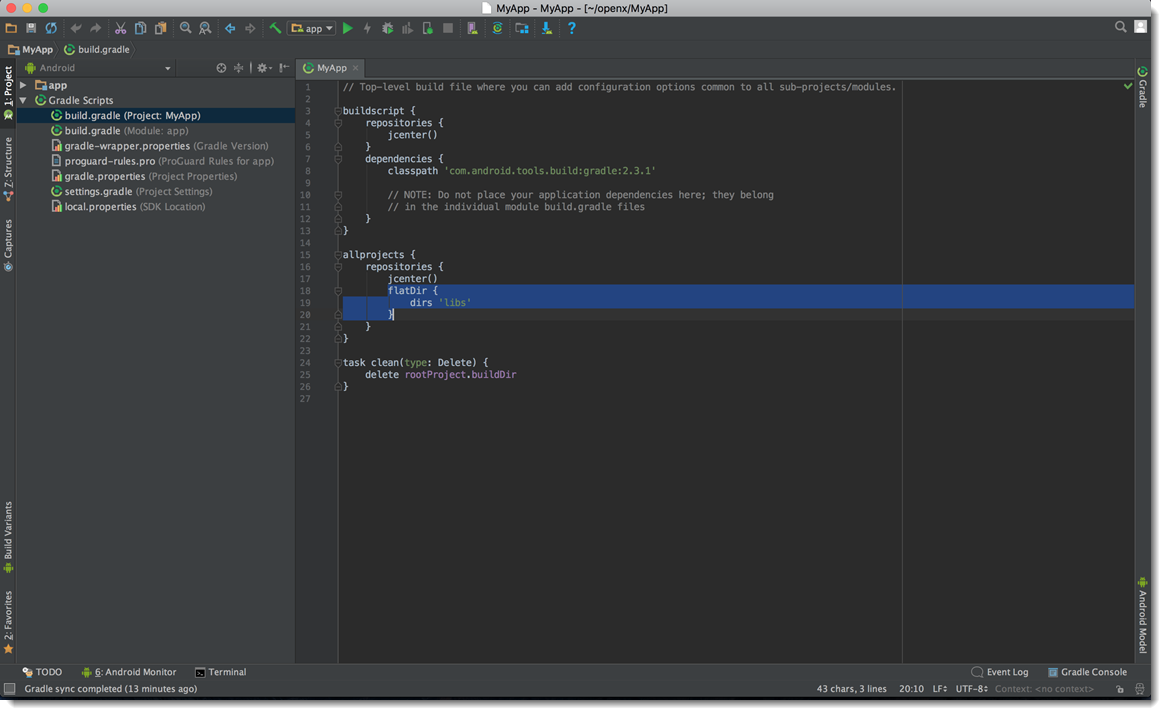 MyApp - MyApp - [~/openx/MyApp]
app
MyApp
build.gradle
Android
MyApp
1: Project
Z: Structure
Captures
Build Variants
2: Favorites
app
Gradle Scripts
build.gradle (Project: MyApp)
build.gradle (Module: app)
gradle-wrapper.properties (Gradle Version)
proguard-rules.pro (ProGuard Rules for app)
gradle.properties (Project Properties)
settings.gradle (Project Settings)
local.properties (SDK Location)
1 // Top-level build file where you can add configuration options common to all sub-projects/modules.
2
3 buildscript {
4     repositories {
5         jcenter()
6     }
7     dependencies {
8         classpath 'com.android.tools.build:gradle:2.3.1'
9
10         // NOTE: Do not place your application dependencies here; they belong
11         // in the individual module build.gradle files
12     }
13 }
14
15 allprojects {
16     repositories {
17         jcenter()
18         flatDir {
19             dirs 'libs'
20         }
21     }
22 }
23
24 task clean(type: Delete) {
25     delete rootProject.buildDir
26 }
27
Gradle
Android Model
TODO
6: Android Monitor
Terminal
Event Log
Gradle Console
Gradle sync completed (13 minutes ago)
43 chars, 3 lines
20:10
LF
UTF-8
Context: <no context>